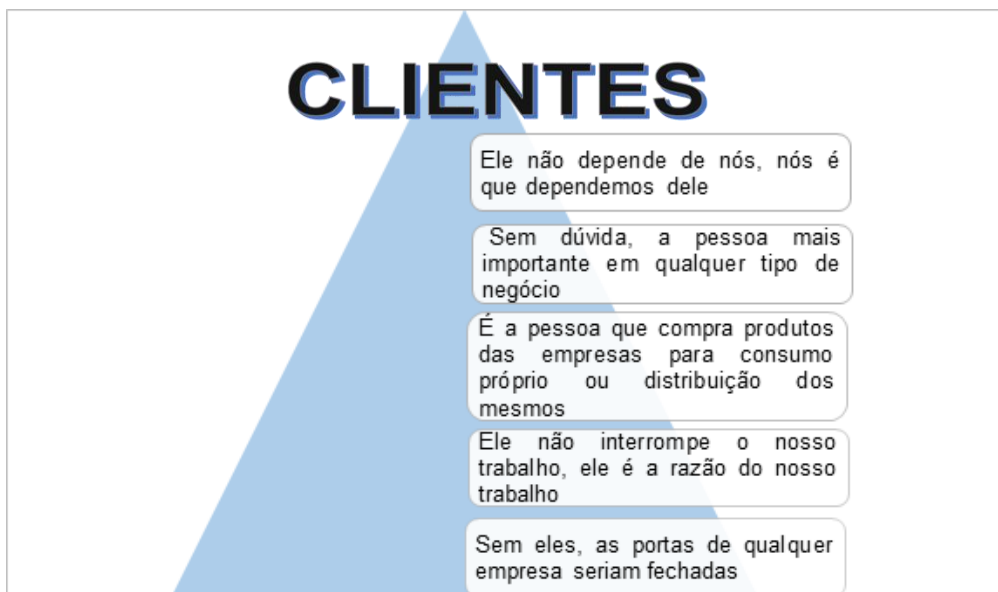 CLIENTES
Ele não depende de nós, nós é
que dependemos dele
Sem dúvida, a pessoa mais
importante em qualquer tipo de
negócio
É a pessoa que compra produtos
das empresas para consumo
próprio ou distribuição dos
mesmos
Ele não interrompe o nosso
trabalho, ele é a razão do nosso
trabalho
Sem eles, as portas de qualquer
empresa seriam fechadas